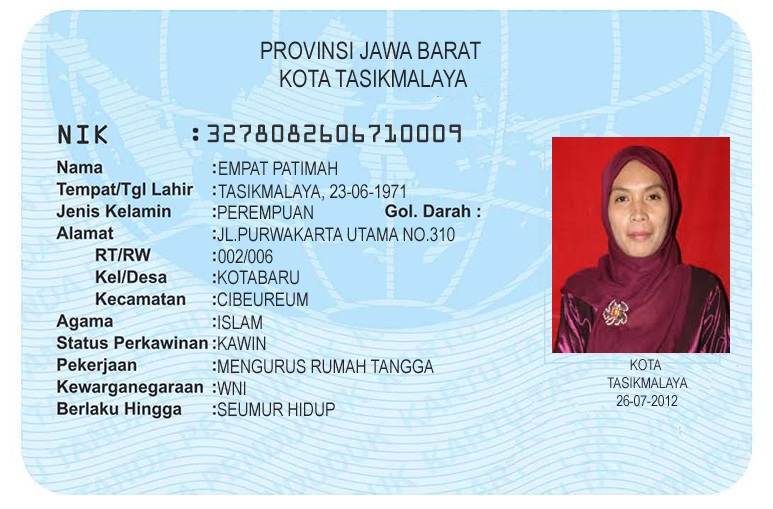 PROVINSI JAWA BARAT
KOTA TASIKMALAYA
NIK :3278082606710009
Nama :EMPAT PATIMAH
Tempat/Tgl Lahir :TASIKMALAYA, 23-06-1971
Jenis Kelamin :PEREMPUAN Gol. Darah :
Alamat :JL.PURWAKARTA UTAMA NO.310
RT/RW :002/006
Kel/Desa :KOTABARU
Kecamatan :CIBEUREUM
Agama :ISLAM
Status Perkawinan :KAWIN
Pekerjaan :MENGURUS RUMAH TANGGA
Kewarganegaraan :WNI
Berlaku Hingga :SEUMUR HIDUP
KOTA
TASIKMALAYA
26-07-2012